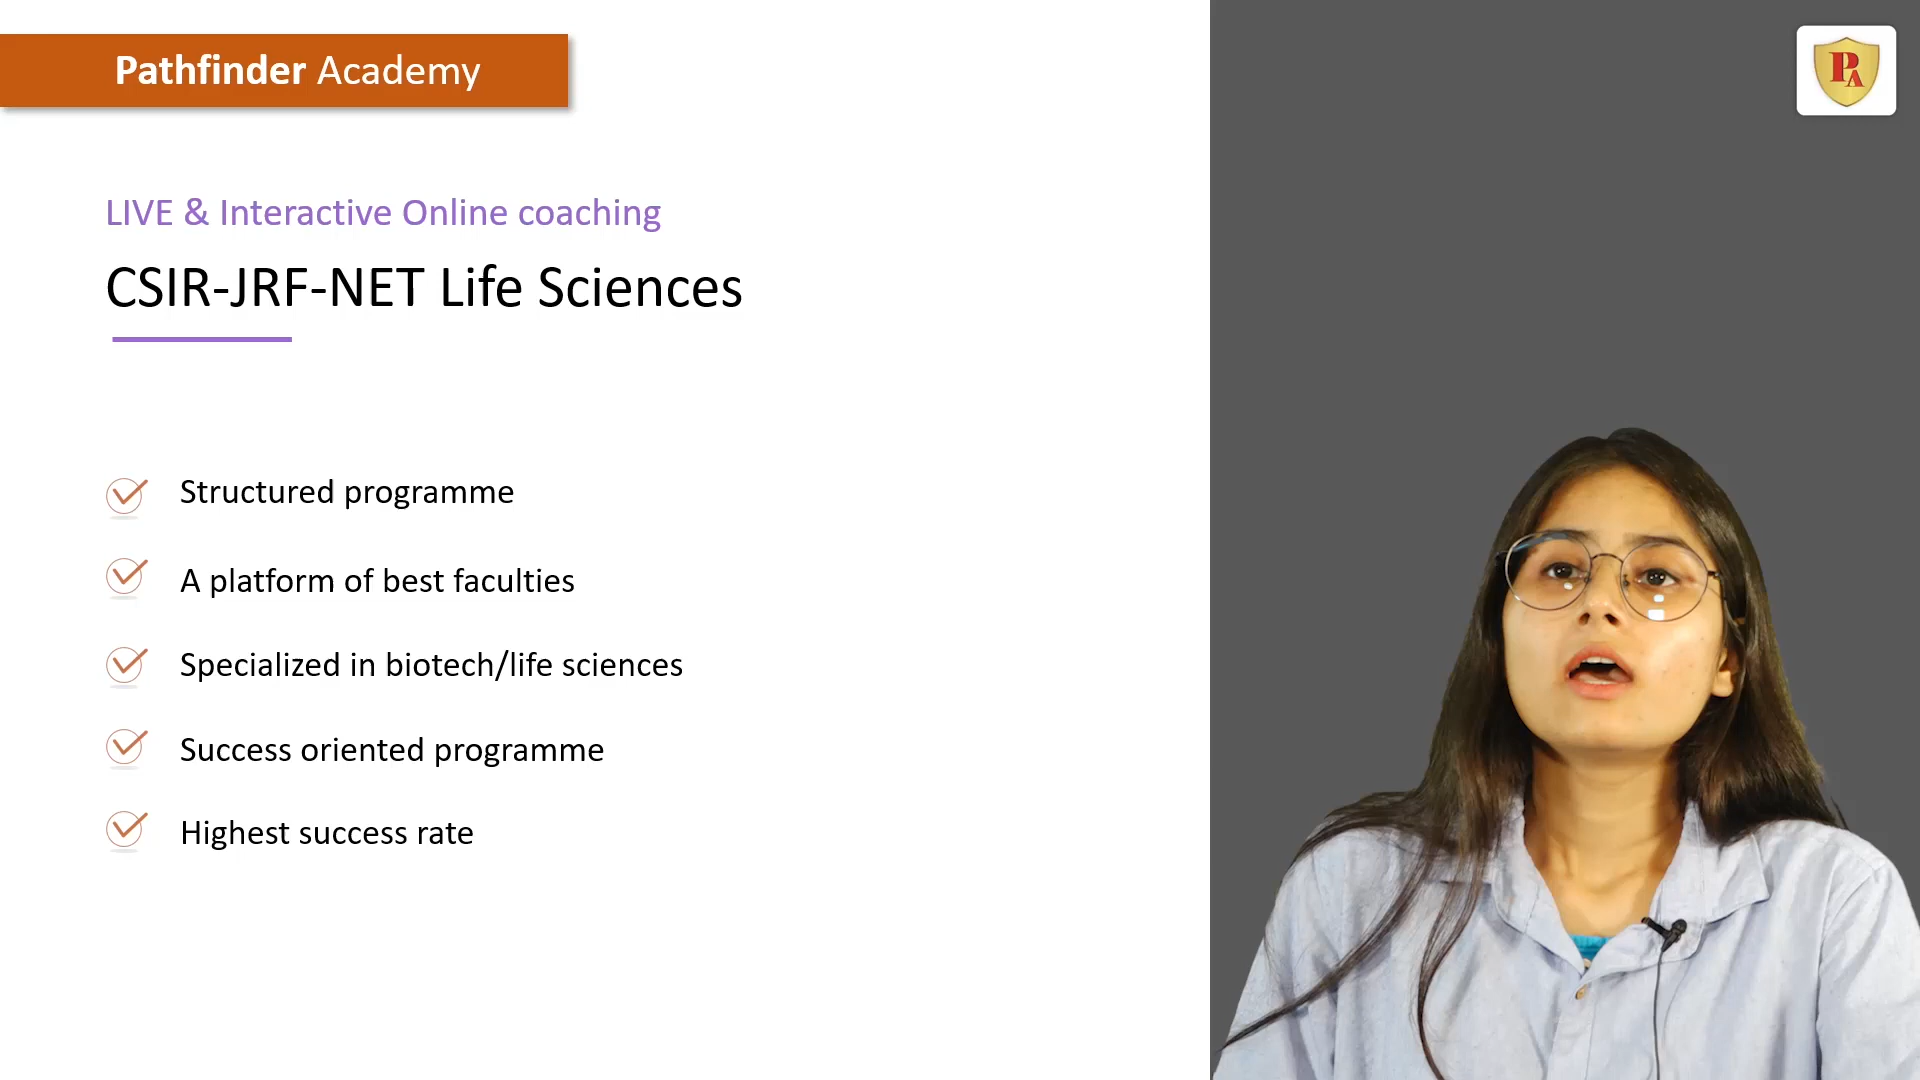 Pathfinder Academy
PA
LIVE & Interactive Online coaching
CSIR-JRF-NET Life Sciences
Structured programme
A platform of best faculties
Specialized in biotech/life sciences
Success oriented programme
Highest success rate